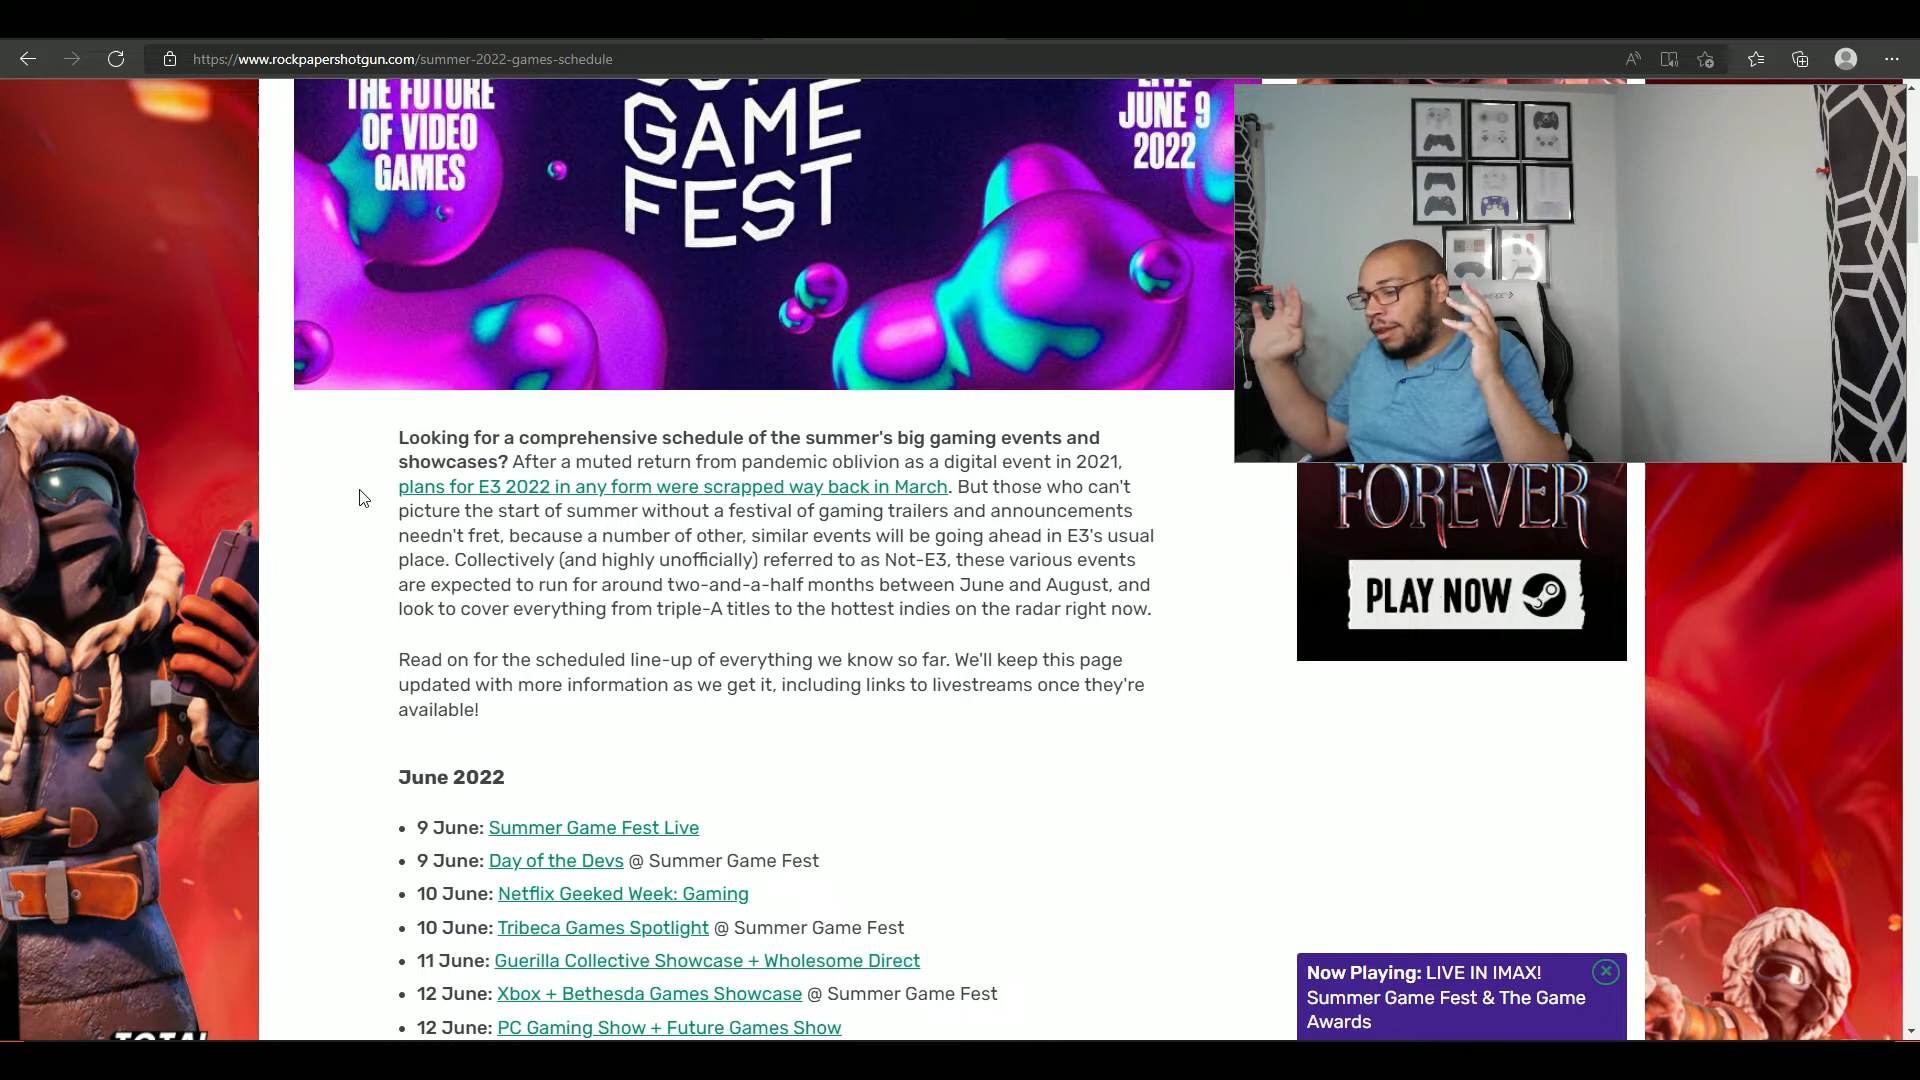 https://www.rockpapershotgun.com/summer-2022-games-schedule
THE FUTURE
OF VIDEO
GAMES
GAME
FEST
LIVE
JUNE 9
2022
Looking for a comprehensive schedule of the summer's big gaming events and
showcases? After a muted return from pandemic oblivion as a digital event in 2021,
plans for E3 2022 in any form were scrapped way back in March. But those who can't
picture the start of summer without a festival of gaming trailers and announcements
needn't fret, because a number of other, similar events will be going ahead in E3's usual
place. Collectively (and highly unofficially) referred to as Not-E3, these various events
are expected to run for around two-and-a-half months between June and August, and
look to cover everything from triple-A titles to the hottest indies on the radar right now.
Read on for the scheduled line-up of everything we know so far. We'll keep this page
updated with more information as we get it, including links to livestreams once they're
available!
June 2022
• 9 June: Summer Game Fest Live
• 9 June: Day of the Devs @ Summer Game Fest
• 10 June: Netflix Geeked Week: Gaming
• 10 June: Tribeca Games Spotlight @ Summer Game Fest
• 11 June: Guerilla Collective Showcase + Wholesome Direct
• 12 June: Xbox + Bethesda Games Showcase @ Summer Game Fest
• 12 June: PC Gaming Show + Future Games Show
FOREVER
PLAY NOW
Now Playing: LIVE IN IMAX!
Summer Game Fest & The Game
Awards